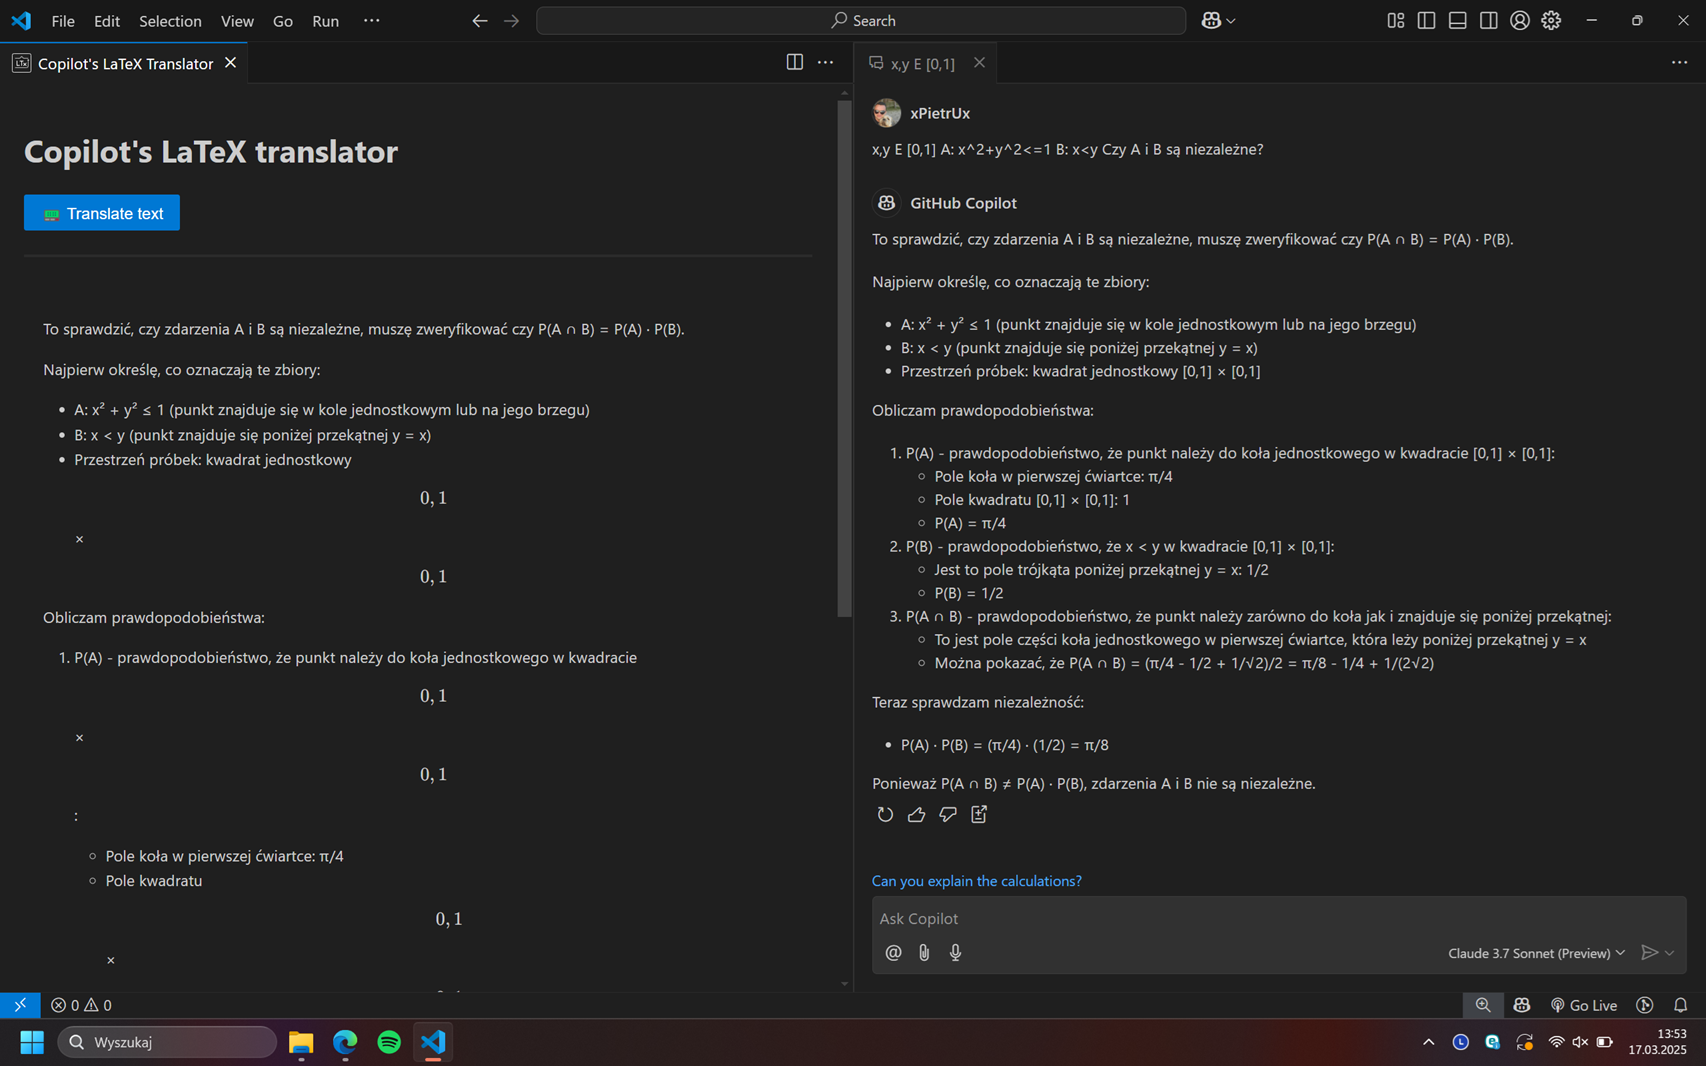 File Edit Selection View Go Run ···
Search
Copilot's LaTeX Translator
x,y E [0,1]
Copilot's LaTeX translator
Translate text
To sprawdzić, czy zdarzenia A i B są niezależne, muszę zweryfikować czy P(A ∩ B) = P(A) · P(B).
Najpierw określę, co oznaczają te zbiory:
• A: x² + y² ≤ 1 (punkt znajduje się w kole jednostkowym lub na jego brzegu)
• B: x < y (punkt znajduje się poniżej przekątnej y = x)
• Przestrzeń próbek: kwadrat jednostkowy
0, 1
×
0, 1
Obliczam prawdopodobieństwa:
1. P(A) - prawdopodobieństwo, że punkt należy do koła jednostkowego w kwadracie
0, 1
×
0, 1
:
○ Pole koła w pierwszej ćwiartce: π/4
○ Pole kwadratu
0, 1
×
xPietrUx
x,y E [0,1] A: x^2+y^2<=1 B: x<y Czy A i B są niezależne?
GitHub Copilot
To sprawdzić, czy zdarzenia A i B są niezależne, muszę zweryfikować czy P(A ∩ B) = P(A) · P(B).
Najpierw określę, co oznaczają te zbiory:
• A: x² + y² ≤ 1 (punkt znajduje się w kole jednostkowym lub na jego brzegu)
• B: x < y (punkt znajduje się poniżej przekątnej y = x)
• Przestrzeń próbek: kwadrat jednostkowy [0,1] × [0,1]
Obliczam prawdopodobieństwa:
1. P(A) - prawdopodobieństwo, że punkt należy do koła jednostkowego w kwadracie [0,1] × [0,1]:
○ Pole koła w pierwszej ćwiartce: π/4
○ Pole kwadratu [0,1] × [0,1]: 1
○ P(A) = π/4
2. P(B) - prawdopodobieństwo, że x < y w kwadracie [0,1] × [0,1]:
○ Jest to pole trójkąta poniżej przekątnej y = x: 1/2
○ P(B) = 1/2
3. P(A ∩ B) - prawdopodobieństwo, że punkt należy zarówno do koła jak i znajduje się poniżej przekątnej:
○ To jest pole części koła jednostkowego w pierwszej ćwiartce, która leży poniżej przekątnej y = x
○ Można pokazać, że P(A ∩ B) = (π/4 - 1/2 + 1/√2)/2 = π/8 - 1/4 + 1/(2√2)
Teraz sprawdzam niezależność:
• P(A) · P(B) = (π/4) · (1/2) = π/8
Ponieważ P(A ∩ B) ≠ P(A) · P(B), zdarzenia A i B nie są niezależne.
Can you explain the calculations?
Ask Copilot
Claude 3.7 Sonnet (Preview)
0 0
Go Live
Wyszukaj
13:53
17.03.2025